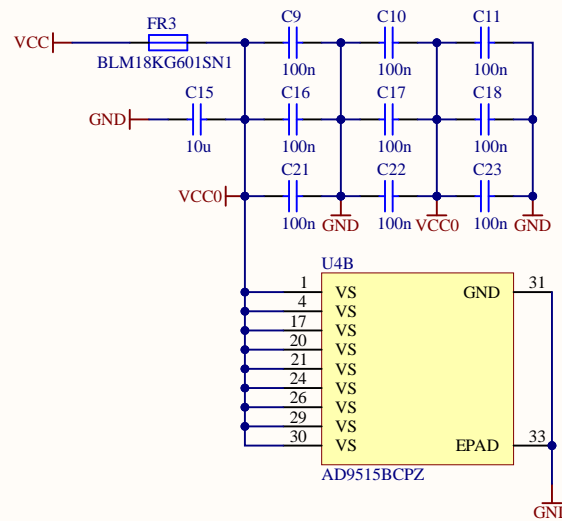 FR3
C9
C10
C11
VCC
BLM18KG601SN1
100n
100n
100n
C15
C16
C17
C18
GND
10u
100n
100n
100n
C21
C22
C23
VCC0
100n
GND
100n
VCC0
100n
GND
U4B
1
VS
GND
31
4
VS
17
VS
20
VS
21
VS
24
VS
26
VS
29
VS
30
VS
EPAD
33
AD9515BCPZ
GND